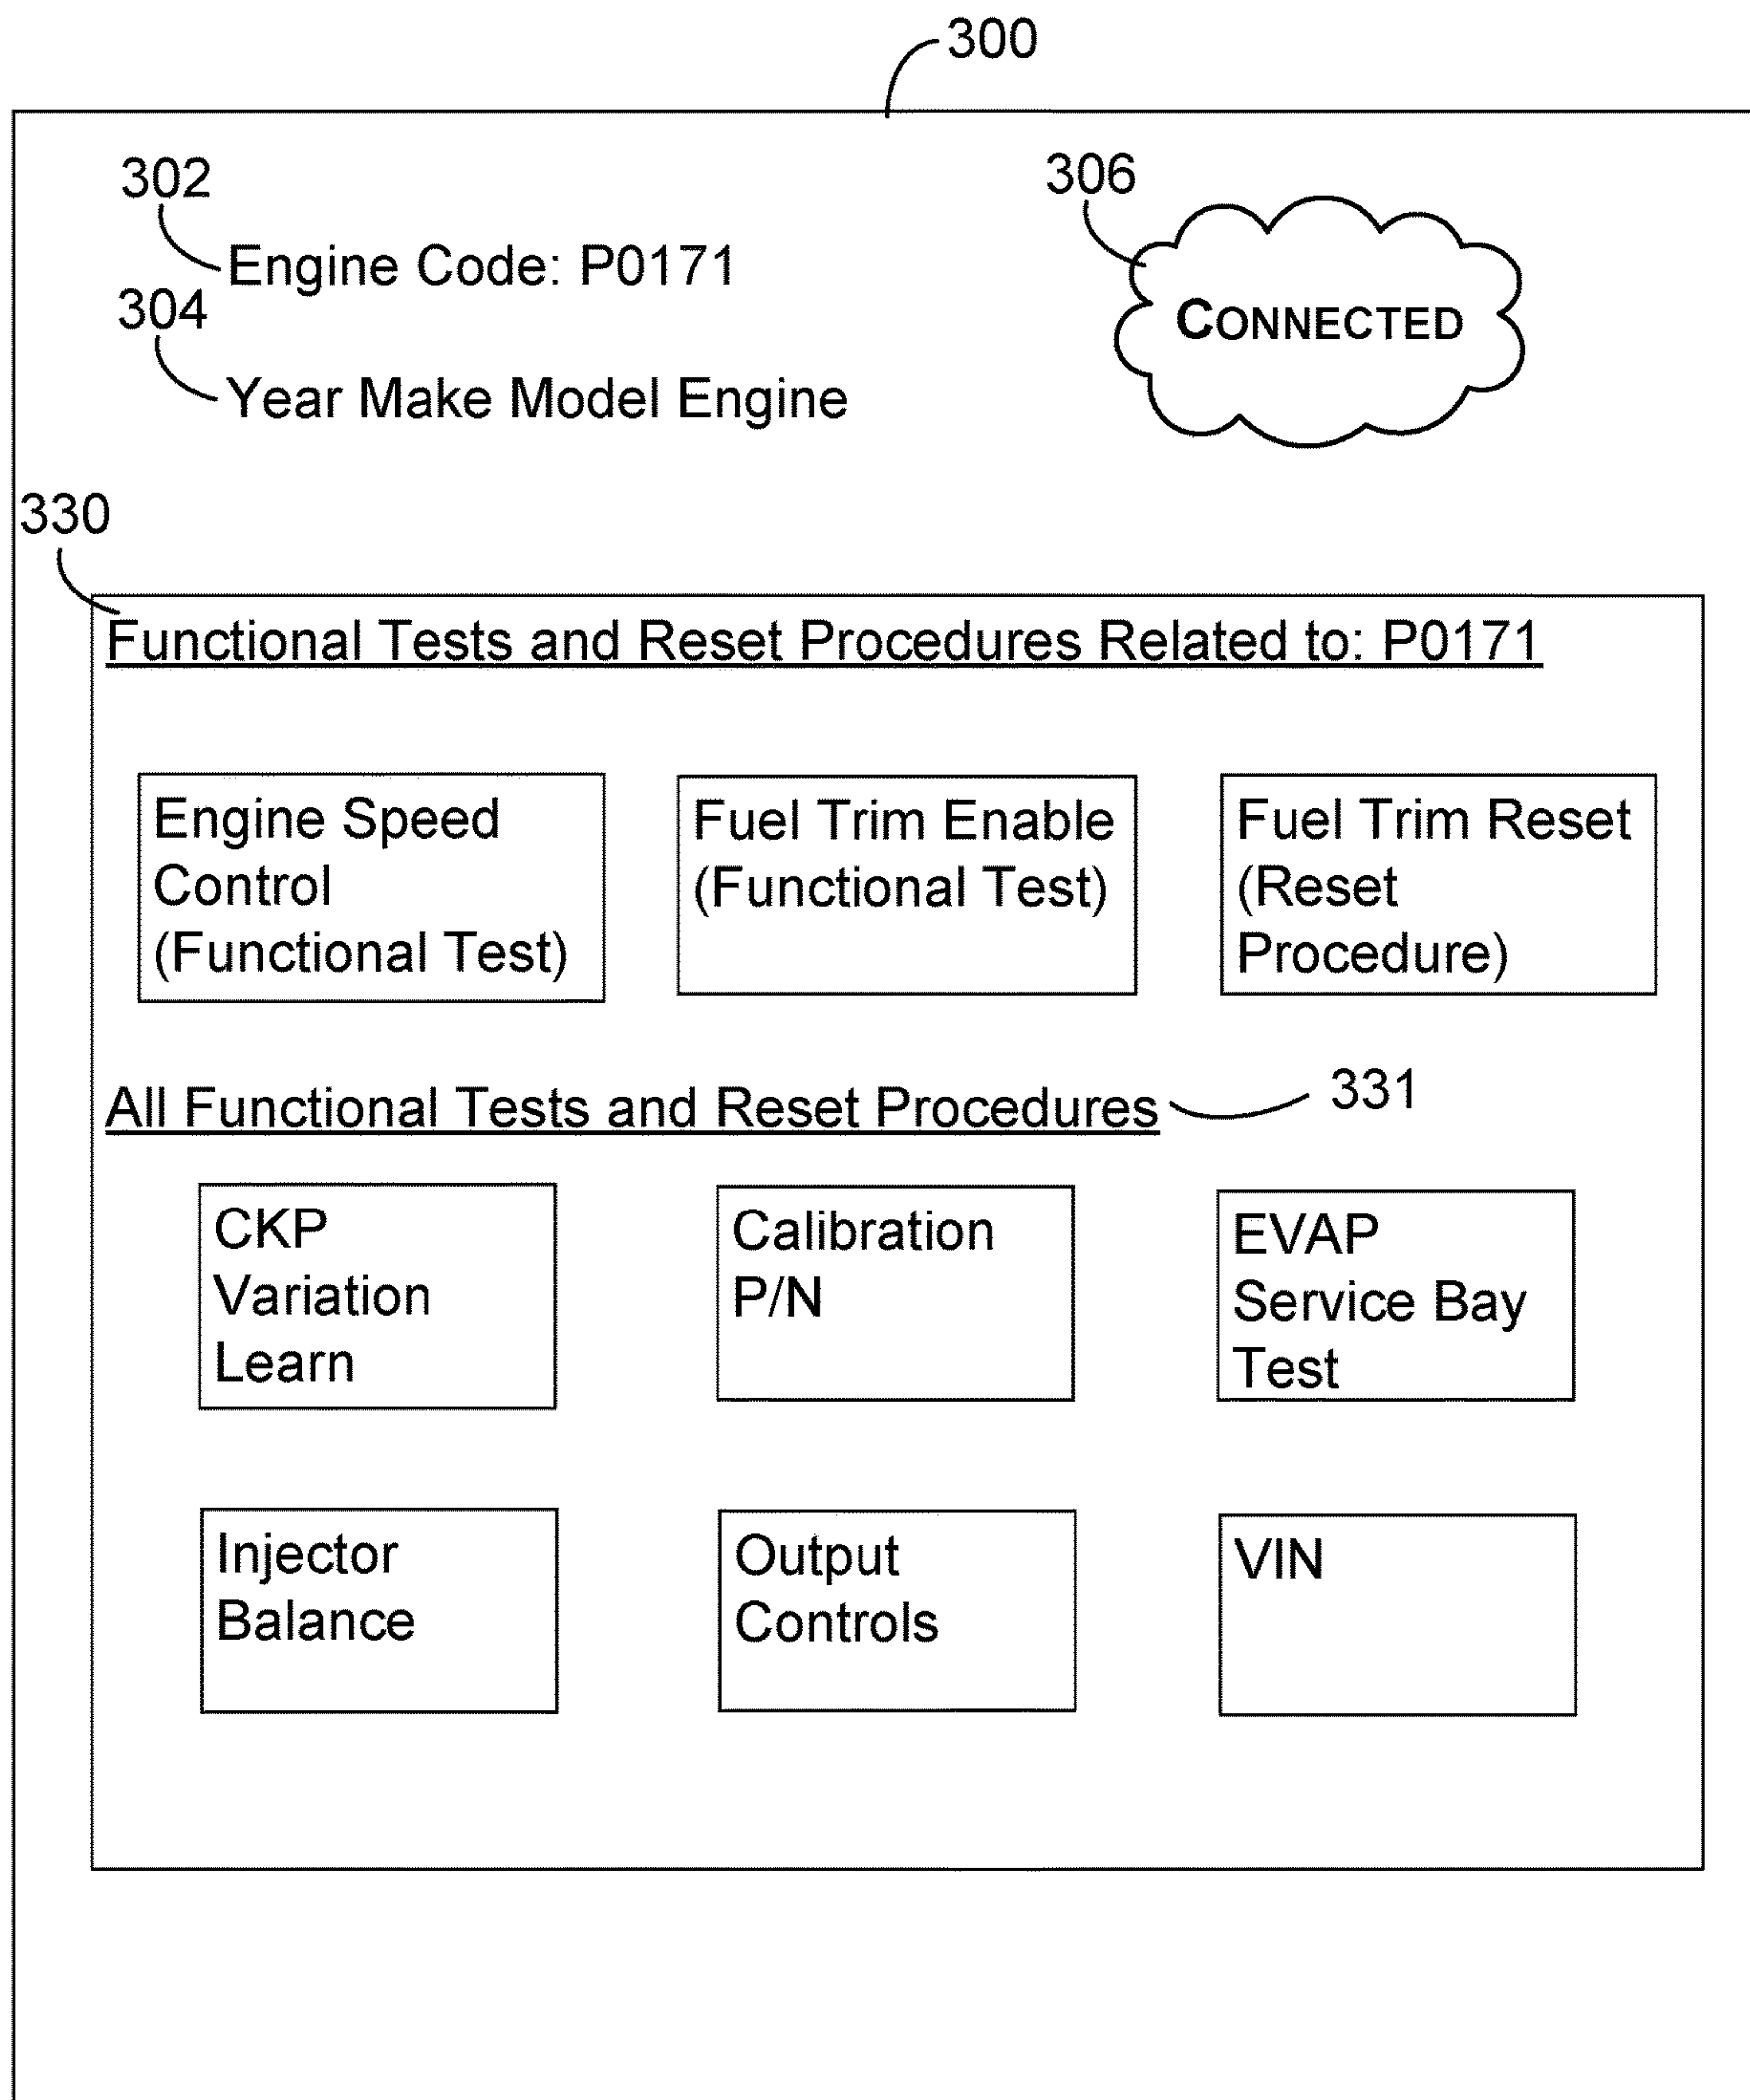 300
302
306
Engine Code: P0171
304
CONNECTED
Year Make Model Engine
330
Functional Tests and Reset Procedures Related to: P0171
Engine Speed
Control
(Functional Test)
Fuel Trim Enable
(Functional Test)
Fuel Trim Reset
(Reset
Procedure)
All Functional Tests and Reset Procedures
331
CKP
Variation
Learn
Calibration
P/N
EVAP
Service Bay
Test
Injector
Balance
Output
Controls
VIN